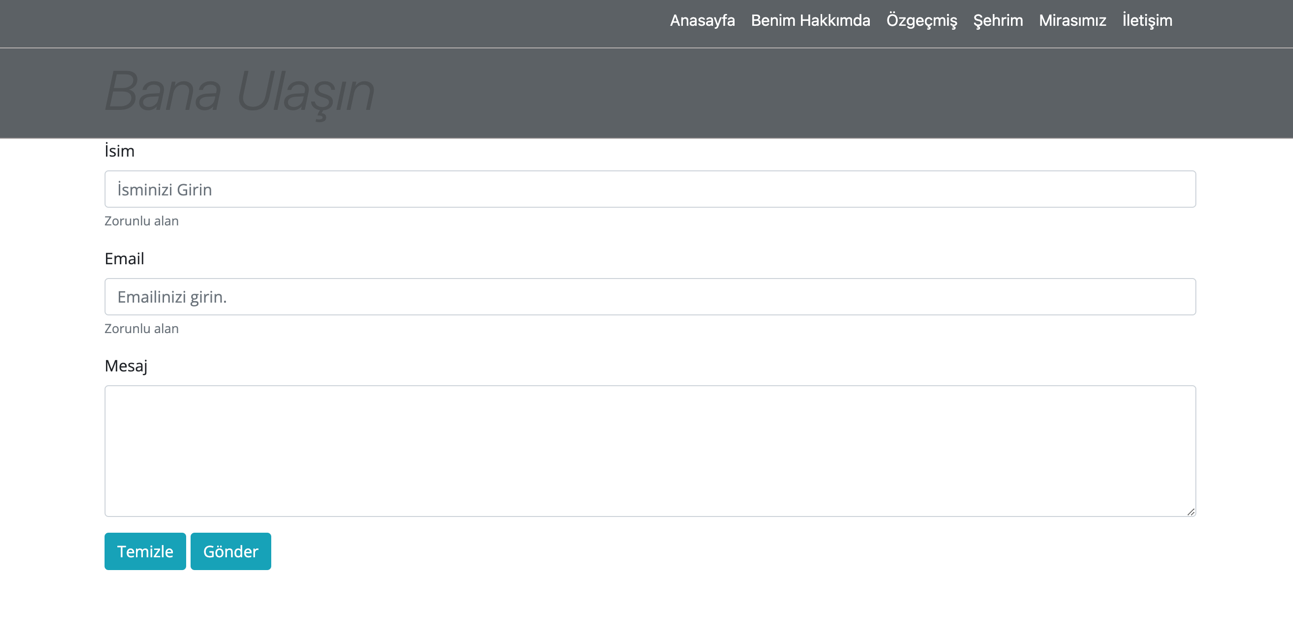 Anasayfa Benim Hakkımda Özgeçmiş Şehrim Mirasımız İletişim
Bana Ulaşın
İsim
İsminizi Girin
Zorunlu alan
Email
Emailinizi girin.
Zorunlu alan
Mesaj
Temizle Gönder